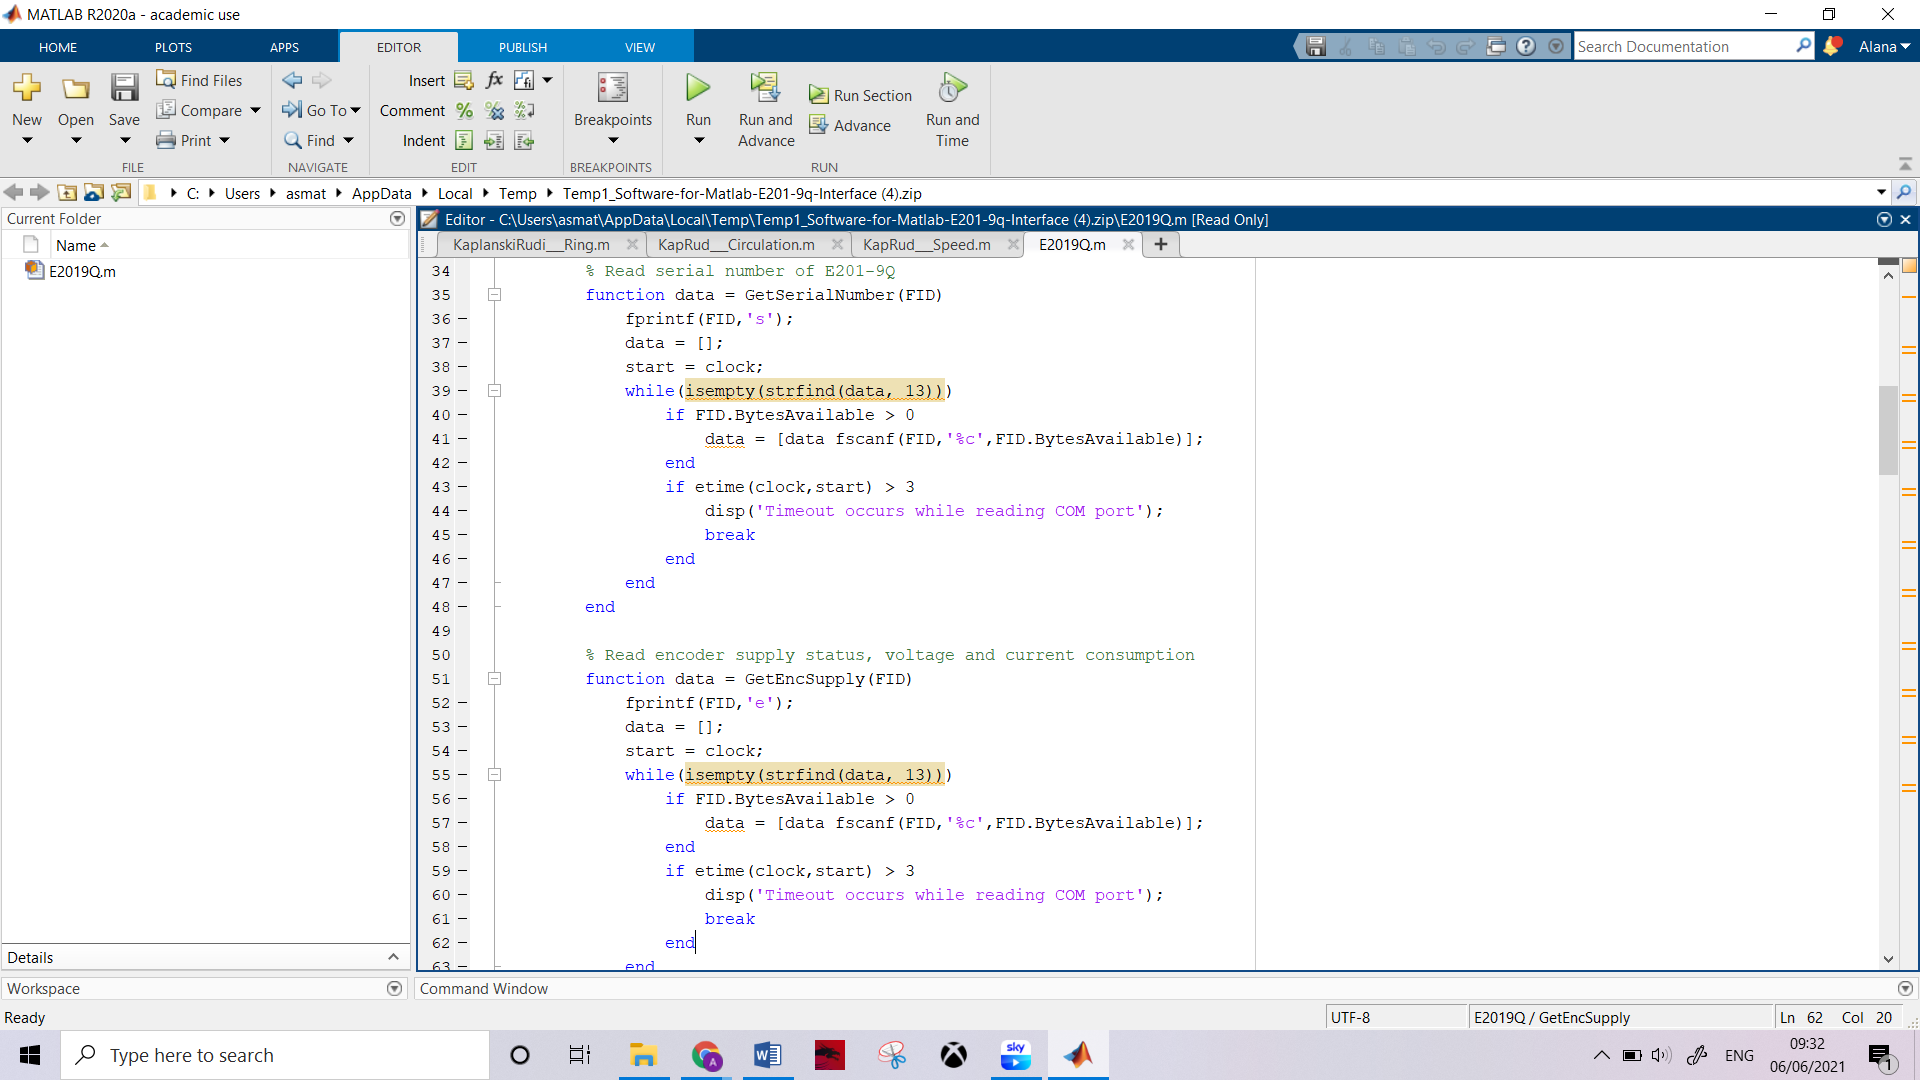 MATLAB R2020a - academic use
HOME PLOTS APPS EDITOR PUBLISH VIEW
Search Documentation
Alana
New
Open
Save
Find Files
Compare
Print
FILE
Go To
Find
NAVIGATE
Insert
Comment
Indent
EDIT
fx
Breakpoints
BREAKPOINTS
Run
Run and
Advance
Run Section
Advance
Run and
Time
RUN
C: Users asmat AppData Local Temp Temp1_Software-for-Matlab-E201-9q-Interface (4).zip
Current Folder
Name
E2019Q.m
Details
Workspace
Editor - C:\Users\asmat\AppData\Local\Temp\Temp1_Software-for-Matlab-E201-9q-Interface (4).zip\E2019Q.m [Read Only]
KaplanskiRudi__Ring.m KapRud__Circulation.m KapRud__Speed.m E2019Q.m
34 % Read serial number of E201-9Q
35 function data = GetSerialNumber(FID)
36 fprintf(FID,'s');
37 data = [];
38 start = clock;
39 while(isempty(strfind(data, 13)))
40 if FID.BytesAvailable > 0
41 data = [data fscanf(FID,'%c',FID.BytesAvailable)];
42 end
43 if etime(clock,start) > 3
44 disp('Timeout occurs while reading COM port');
45 break
46 end
47 end
48 end
49
50 % Read encoder supply status, voltage and current consumption
51 function data = GetEncSupply(FID)
52 fprintf(FID,'e');
53 data = [];
54 start = clock;
55 while(isempty(strfind(data, 13)))
56 if FID.BytesAvailable > 0
57 data = [data fscanf(FID,'%c',FID.BytesAvailable)];
58 end
59 if etime(clock,start) > 3
60 disp('Timeout occurs while reading COM port');
61 break
62 end
63 end
Command Window
Ready
UTF-8
E2019Q / GetEncSupply
Ln 62 Col 20
Type here to search
A
sky
ENG
09:32
06/06/2021
1